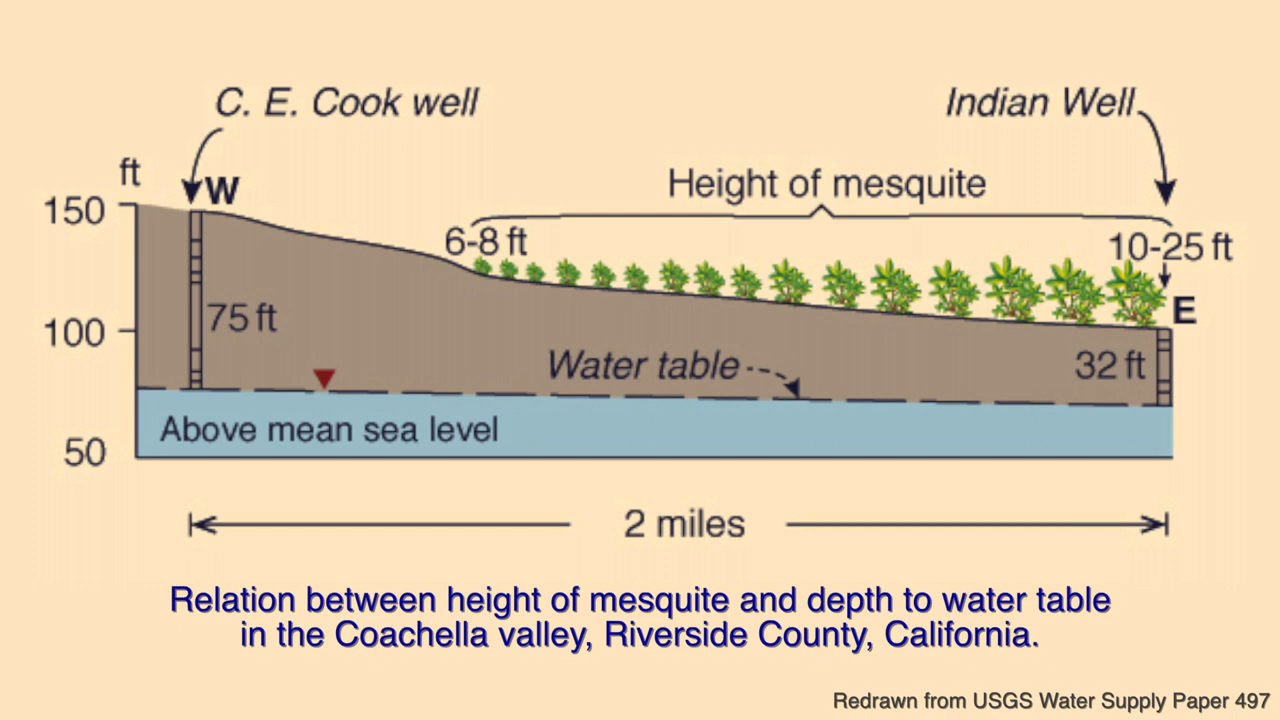 C. E. Cook well
Indian Well
ft
W
150
Height of mesquite
6-8 ft
10-25 ft
E
75 ft
100
Water table
32 ft
Above mean sea level
50
2 miles
Relation between height of mesquite and depth to water table
in the Coachella valley, Riverside County, California.
Redrawn from USGS Water Supply Paper 497